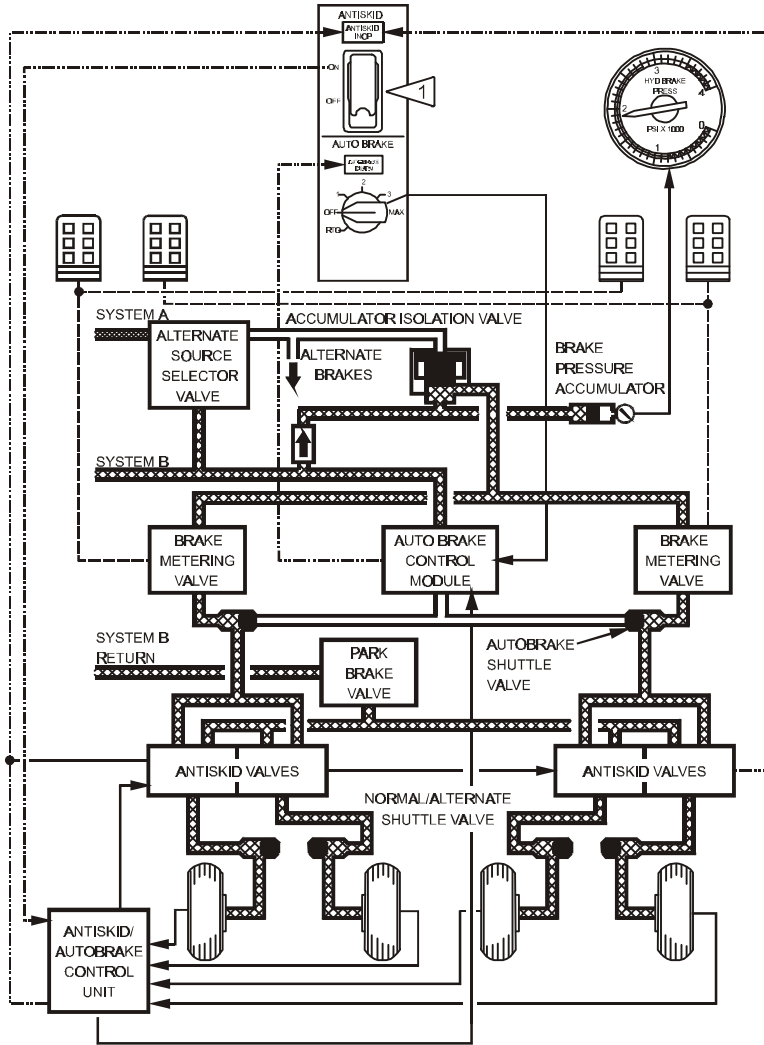 ANTISKID
ANTISKID
INOP
ON
OFF
1
AUTO BRAKE
1
2
3
OFF
MAX
RTO
3
HYD BRAKE
PRESS
4
2
0
PSI X 1000
1
SYSTEM A
ALTERNATE
SOURCE
SELECTOR
VALVE
ACCUMULATOR ISOLATION VALVE
ALTERNATE
BRAKES
BRAKE
PRESSURE
ACCUMULATOR
SYSTEM B
BRAKE
METERING
VALVE
AUTO BRAKE
CONTROL
MODULE
BRAKE
METERING
VALVE
SYSTEM B
RETURN
PARK
BRAKE
VALVE
AUTOBRAKE
SHUTTLE
VALVE
ANTISKID VALVES
ANTISKID VALVES
NORMAL/ALTERNATE
SHUTTLE VALVE
ANTISKID/
AUTOBRAKE
CONTROL
UNIT